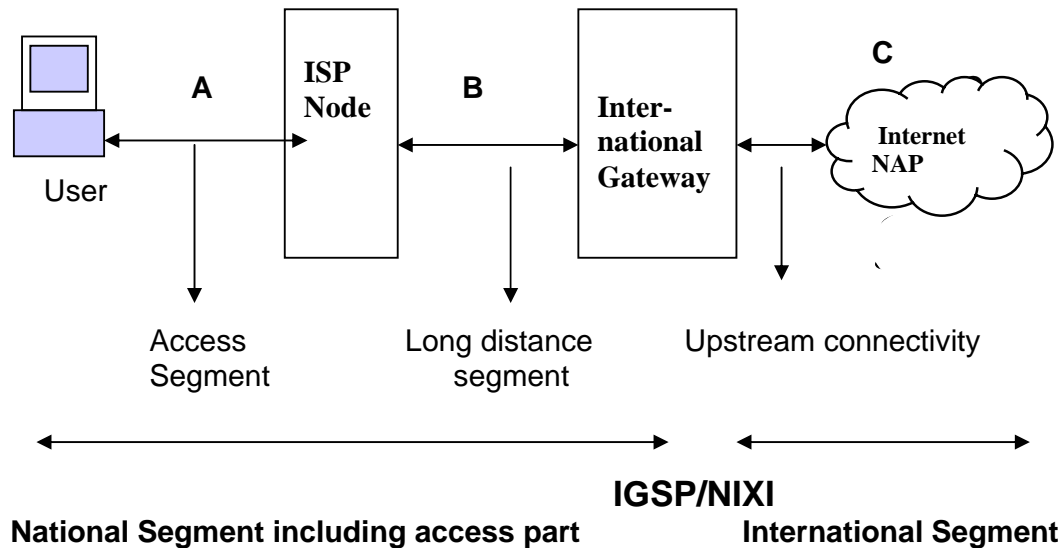 C
A
B
ISP
Node
Inter-
national
Gateway
Internet
NAP
User
Access
Segment
Long distance
segment
Upstream connectivity
IGSP/NIXI
National Segment including access part
International Segment